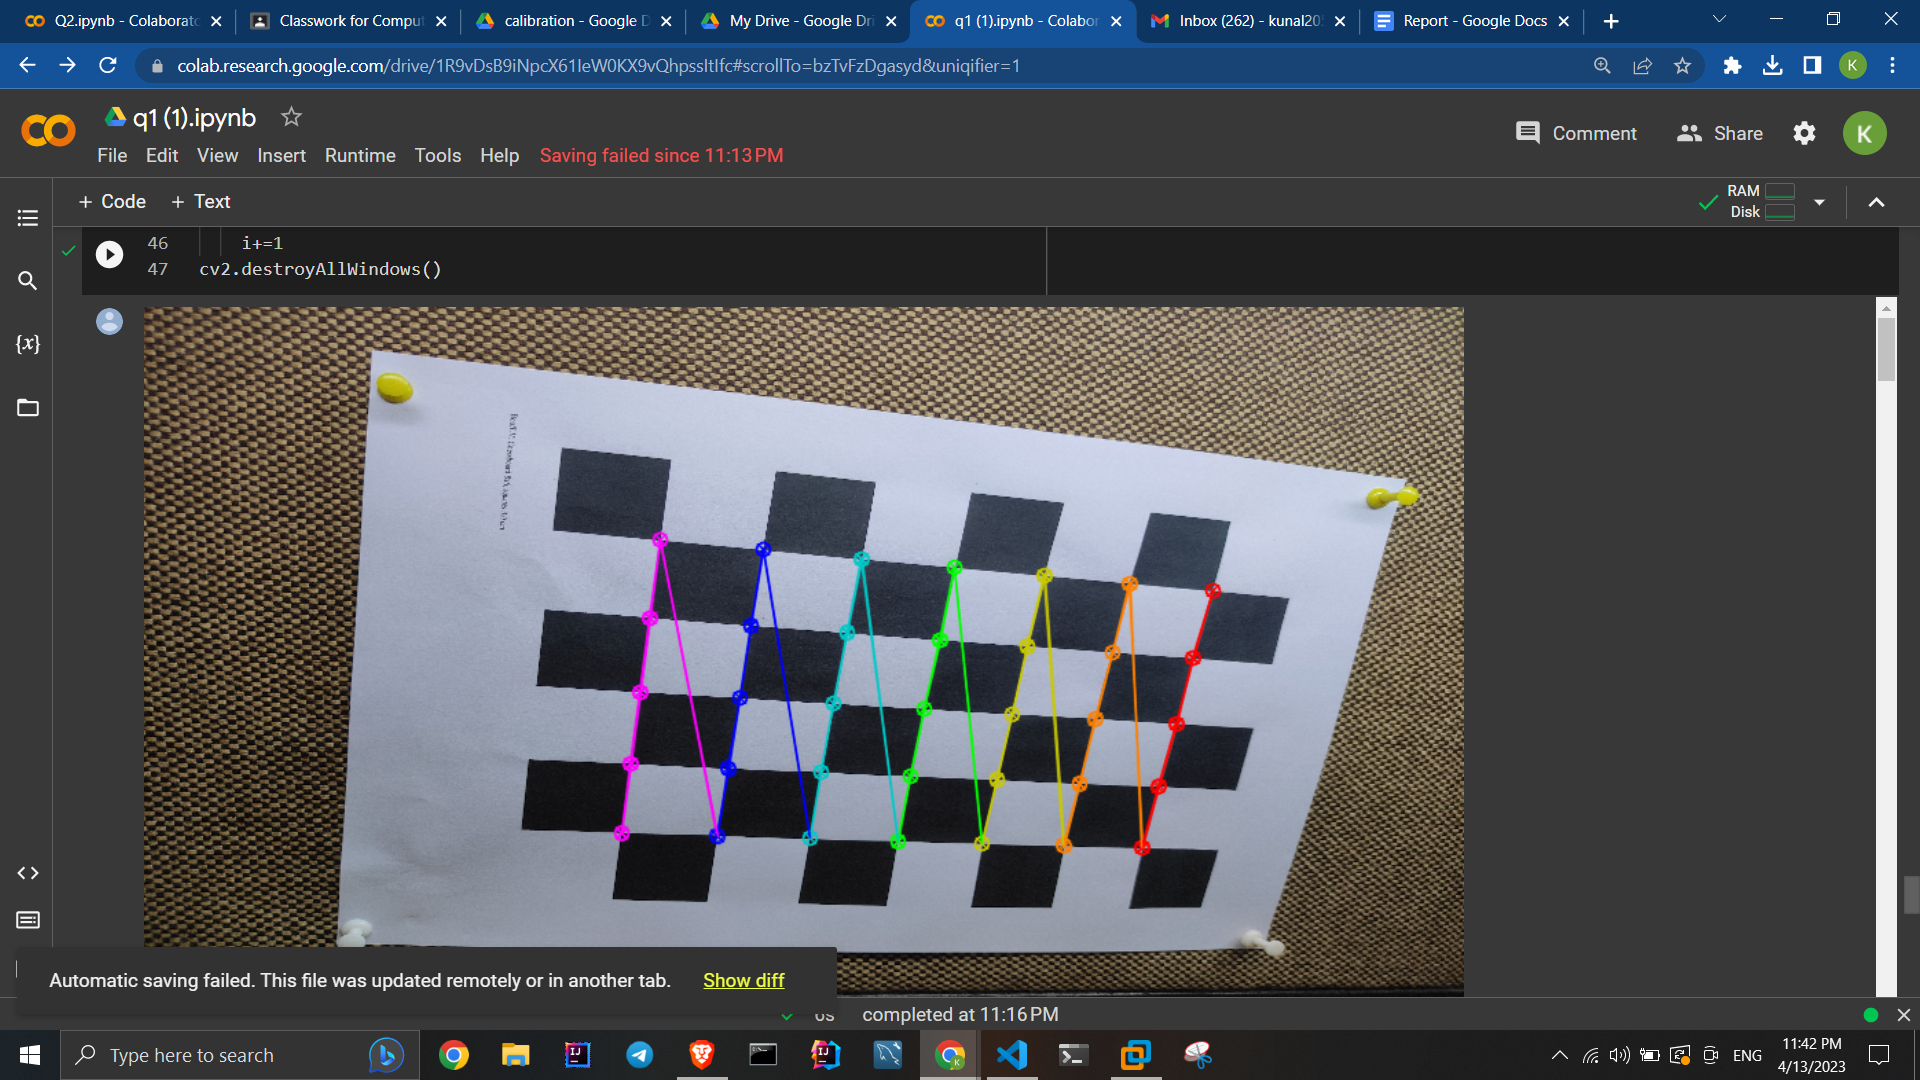 Q2.ipynb - Colaborato
Classwork for Comput
calibration - Google D
My Drive - Google Dri
q1 (1).ipynb - Colabor
Inbox (262) - kunal205
Report - Google Docs
colab.research.google.com/drive/1R9vDsB9iNpcX61IeW0KX9vQhpssItIfc#scrollTo=bzTvFzDgasyd&uniqifier=1
K
q1 (1).ipynb
File Edit View Insert Runtime Tools Help Saving failed since 11:13 PM
Comment
Share
K
+ Code + Text
RAM
Disk
46 i+=1
47 cv2.destroyAllWindows()
{x}
Automatic saving failed. This file was updated remotely or in another tab. Show diff
0s completed at 11:16 PM
Type here to search
ENG
11:42 PM
4/13/2023